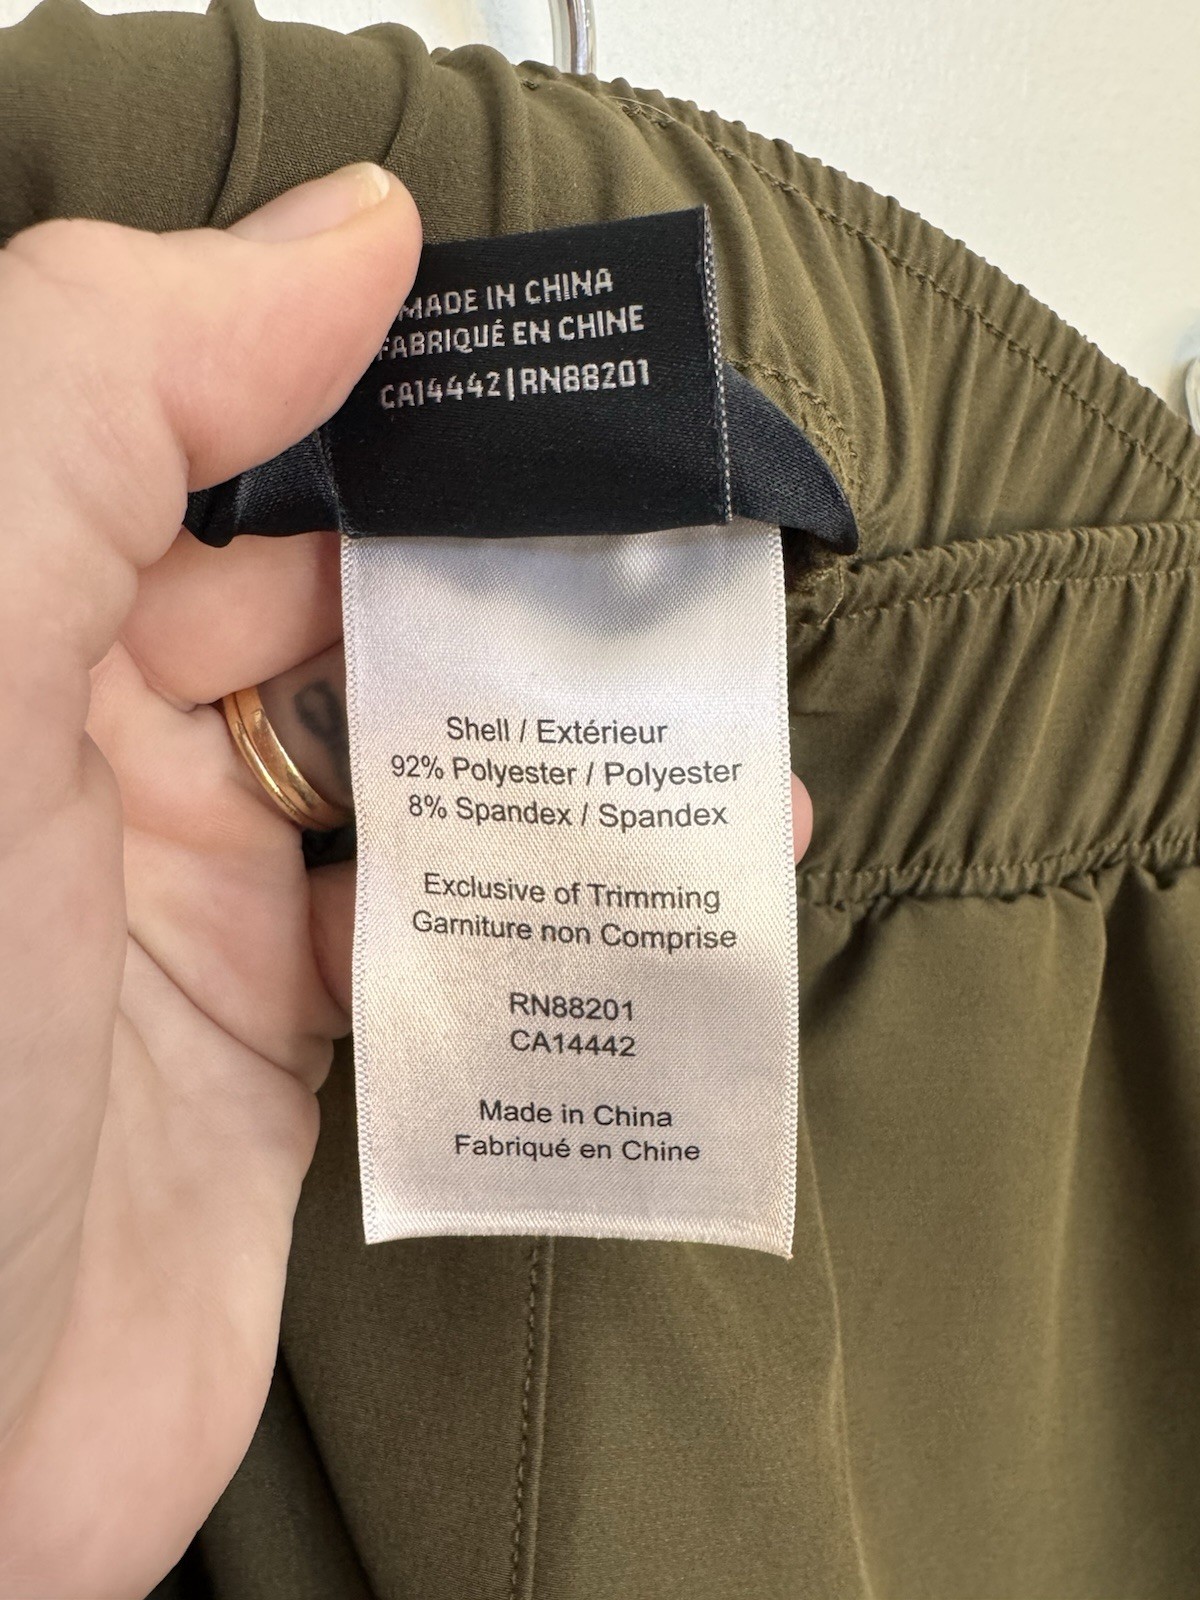 MADE IN CHINA
FABRIQUÉ EN CHINE
CA14442|RN88201
Shell / Extérieur
92% Polyester / Polyester
8% Spandex / Spandex
Exclusive of Trimming
Garniture non Comprise
RN88201
CA14442
Made in China
Fabriqué en Chine